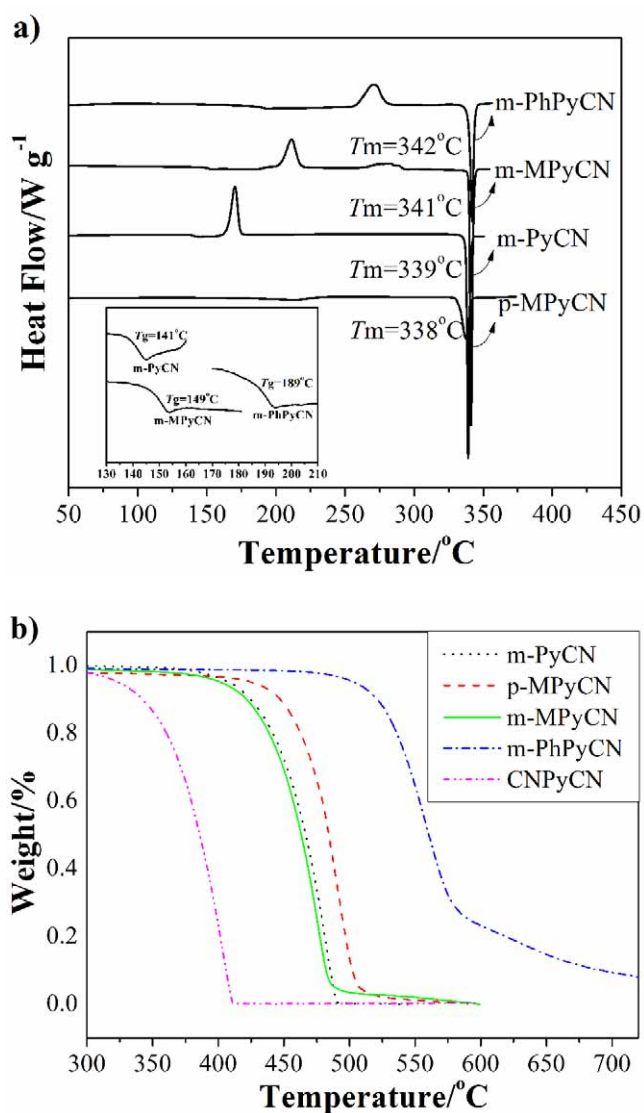 a)
Heat Flow/W g-1
m-PhPyCN
Tm=342°C
m-MPyCN
Tm=341°C
m-PyCN
Tm=339°C
p-MPyCN
Tm=338°C
Tg=141°C
m-PyCN
Tg=189°C
Tg=149°C
m-PhPyCN
m-MPyCN
130 140 150 160 170 180 190 200 210
50 100 150 200 250 300 350 400 450
Temperature/°C
b)
Weight/%
1.0
0.8
0.6
0.4
0.2
0.0
m-PyCN
p-MPyCN
m-MPyCN
m-PhPyCN
CNPyCN
300 400 450 500 600 700
Temperature/°C